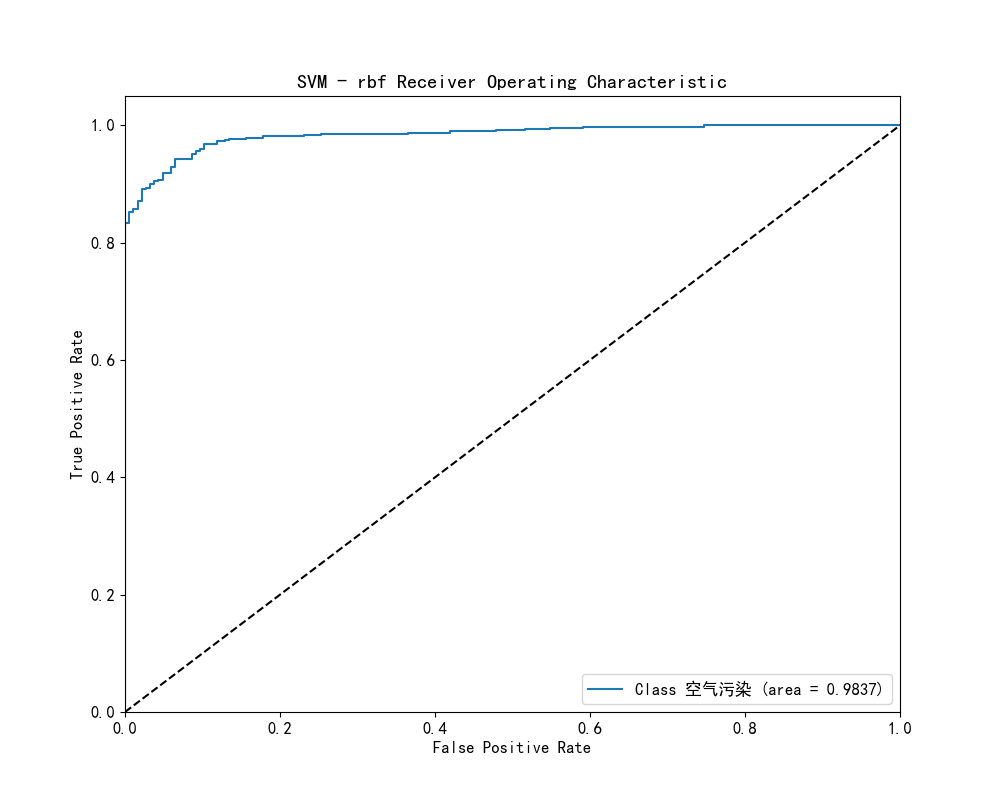 SVM - rbf Receiver Operating Characteristic
True Positive Rate
1.0
0.8
0.6
0.4
0.2
0.0
0.0 0.2 0.4 0.6 0.8 1.0
False Positive Rate
Class 空气污染 (area = 0.9837)